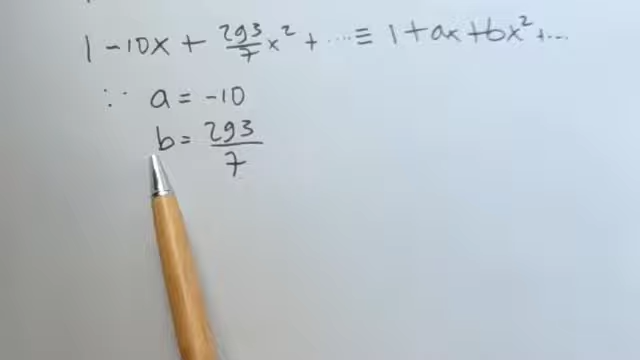 1 - 10x + 293/7 x² + ... ≡ 1 + ax + bx² + ...
∵ a = -10
b = 293/7